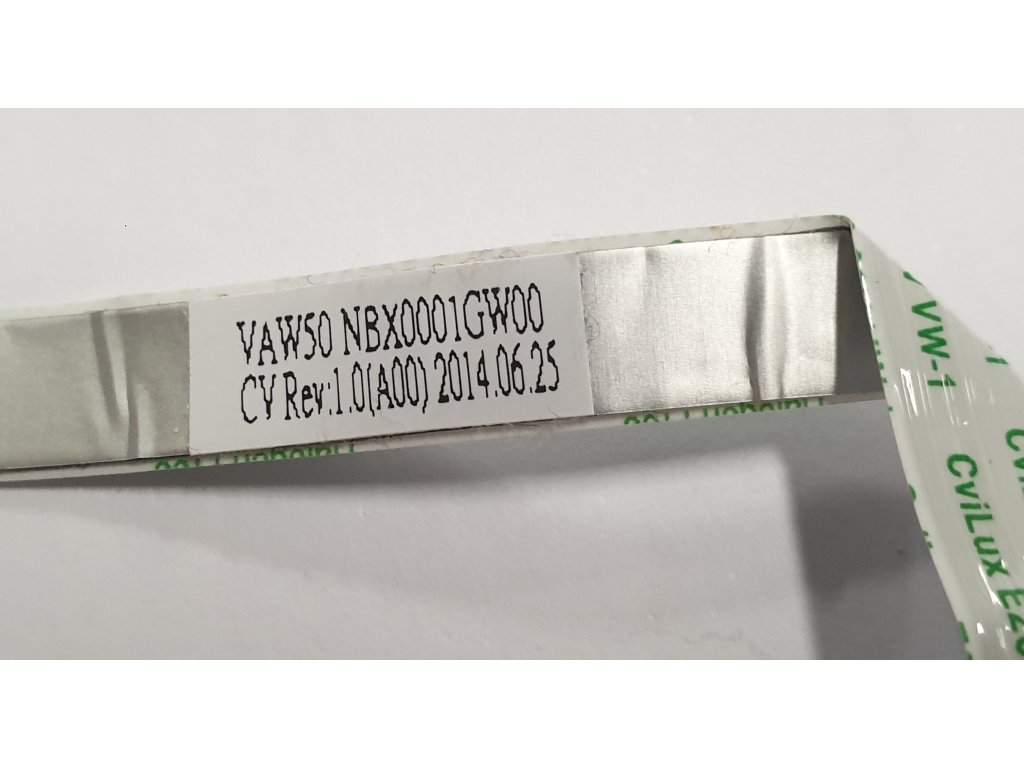 VAW50 NBX0001GW00
CV Rev:1.0(A00) 2014.06.25
VW-1
CviLux